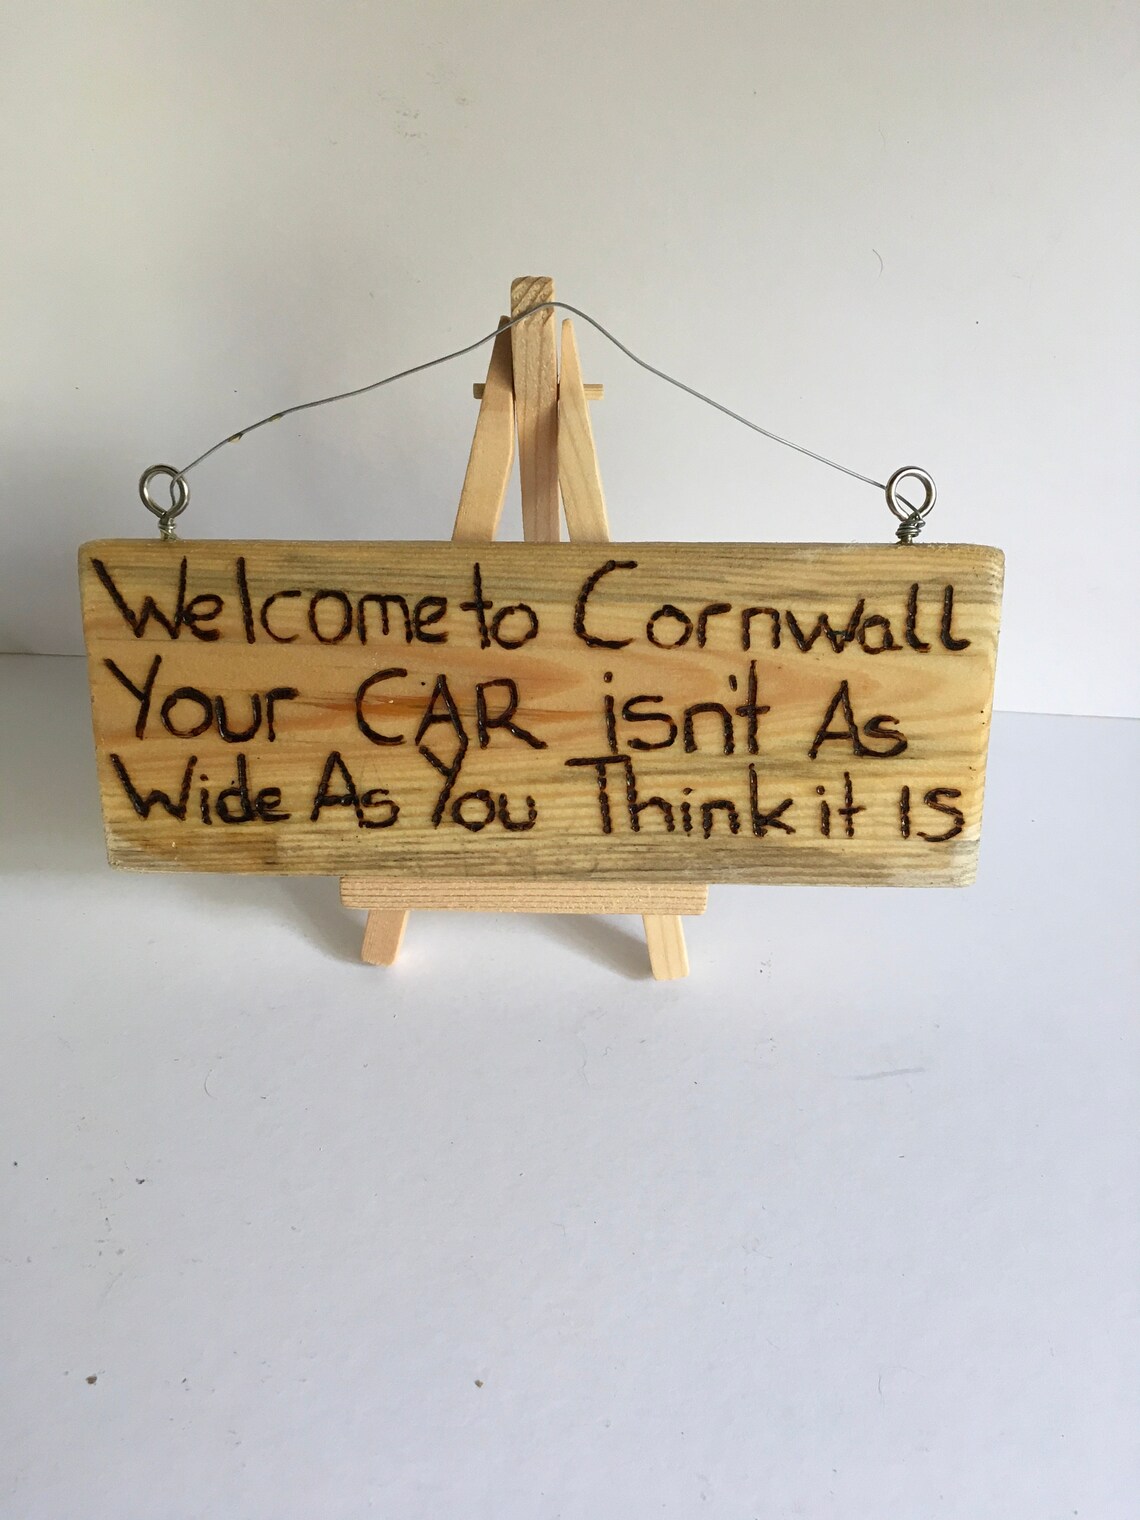 Welcome to Cornwall
Your CAR isn't As
Wide As You Think it is